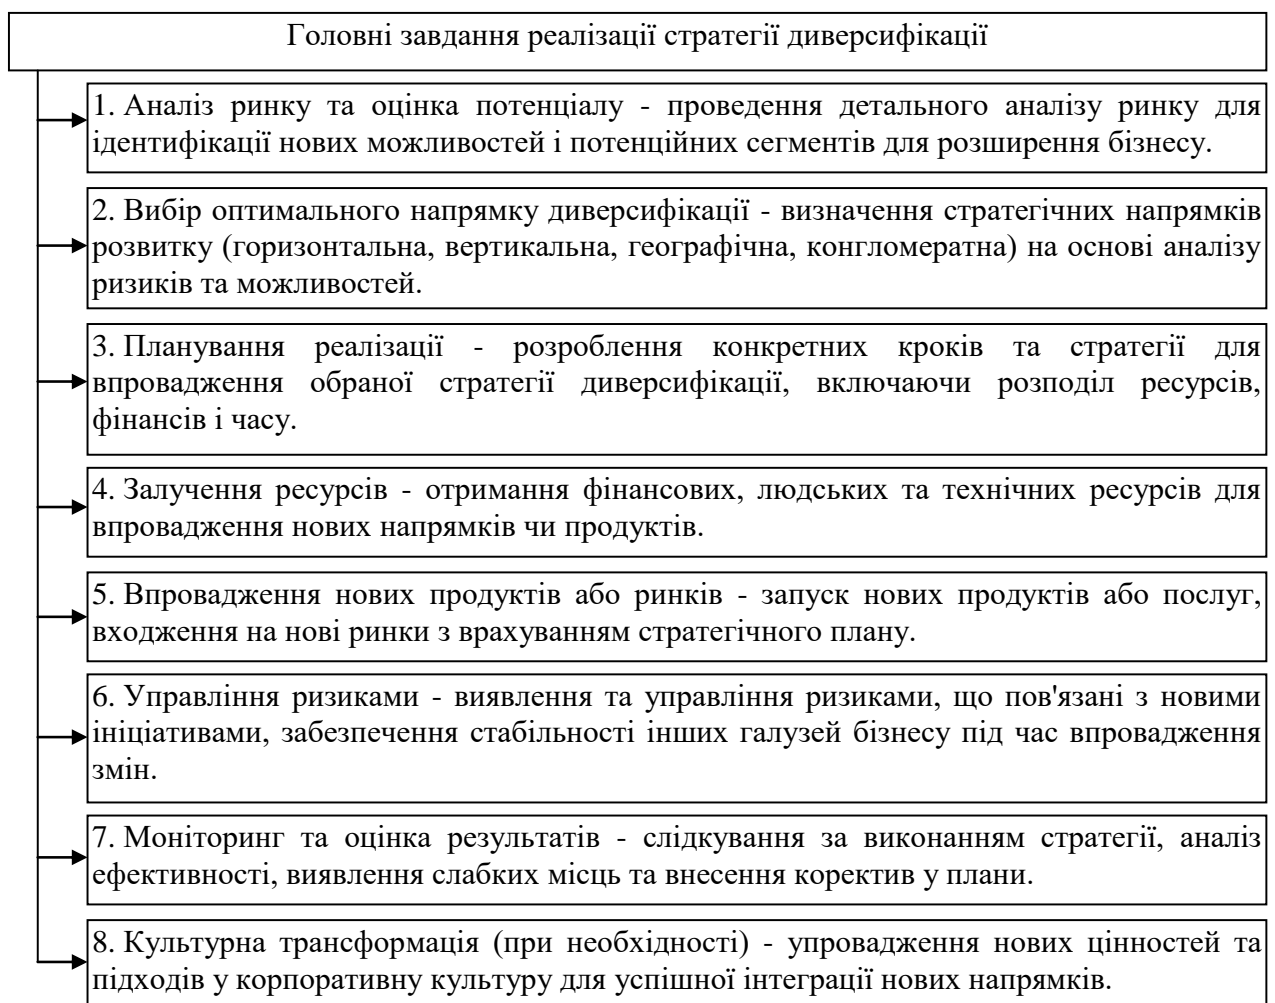 Головні завдання реалізації стратегії диверсифікації
1. Аналіз ринку та оцінка потенціалу - проведення детального аналізу ринку для
ідентифікації нових можливостей і потенційних сегментів для розширення бізнесу.
2. Вибір оптимального напрямку диверсифікації - визначення стратегічних напрямків
розвитку (горизонтальна, вертикальна, географічна, конгломератна) на основі аналізу
ризиків та можливостей.
3. Планування реалізації - розроблення конкретних кроків та стратегії для
впровадження обраної стратегії диверсифікації, включаючи розподіл ресурсів,
фінансів і часу.
4. Залучення ресурсів - отримання фінансових, людських та технічних ресурсів для
впровадження нових напрямків чи продуктів.
5. Впровадження нових продуктів або ринків - запуск нових продуктів або послуг,
входження на нові ринки з врахуванням стратегічного плану.
6. Управління ризиками - виявлення та управління ризиками, що пов'язані з новими
ініціативами, забезпечення стабільності інших галузей бізнесу під час впровадження
змін.
7. Моніторинг та оцінка результатів - слідкування за виконанням стратегії, аналіз
ефективності, виявлення слабких місць та внесення коректив у плани.
8. Культурна трансформація (при необхідності) - упровадження нових цінностей та
підходів у корпоративну культуру для успішної інтеграції нових напрямків.